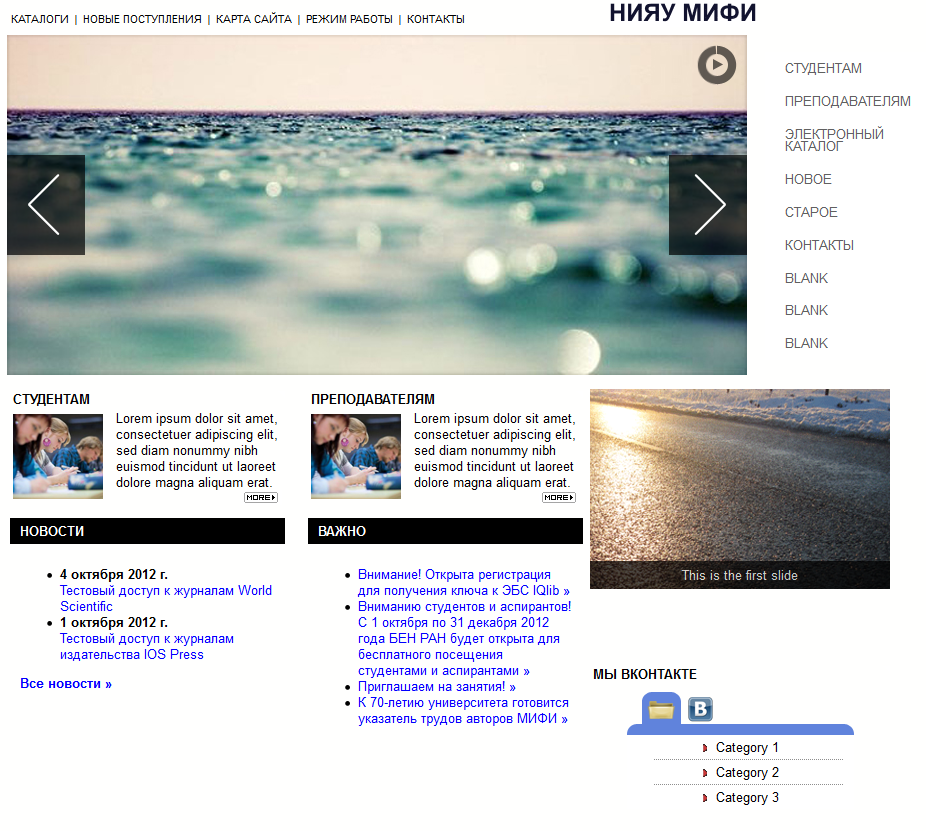 КАТАЛОГИ | НОВЫЕ ПОСТУПЛЕНИЯ | КАРТА САЙТА | РЕЖИМ РАБОТЫ | КОНТАКТЫ
НИЯУ МИФИ
СТУДЕНТАМ
ПРЕПОДАВАТЕЛЯМ
ЭЛЕКТРОННЫЙ
КАТАЛОГ
НОВОЕ
СТАРОЕ
КОНТАКТЫ
BLANK
BLANK
BLANK
СТУДЕНТАМ
Lorem ipsum dolor sit amet,
consectetuer adipiscing elit,
sed diam nonummy nibh
euismod tincidunt ut laoreet
dolore magna aliquam erat.
MORE
ПРЕПОДАВАТЕЛЯМ
Lorem ipsum dolor sit amet,
consectetuer adipiscing elit,
sed diam nonummy nibh
euismod tincidunt ut laoreet
dolore magna aliquam erat.
MORE
This is the first slide
НОВОСТИ
4 октября 2012 г.
Тестовый доступ к журналам World
Scientific
1 октября 2012 г.
Тестовый доступ к журналам
издательства IOS Press
Все новости »
ВАЖНО
Внимание! Открыта регистрация
для получения ключа к ЭБС IQlib »
Вниманию студентов и аспирантов!
С 1 октября по 31 декабря 2012
года БЕН РАН будет открыта для
бесплатного посещения
студентами и аспирантами »
Приглашаем на занятия! »
К 70-летию университета готовится
указатель трудов авторов МИФИ »
МЫ ВКОНТАКТЕ
В
Category 1
Category 2
Category 3